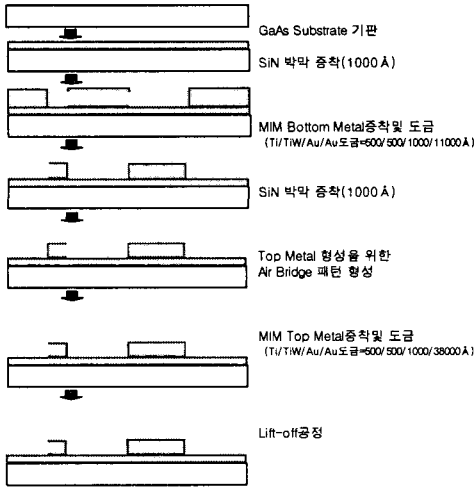 GaAs Substrate 기판
SiN 박막 증착(1000Å)
MIM Bottom Metal증착및 도금
(Ti/TiW/Au/Au도금=500/500/1000/11000Å)
SiN 박막 증착(1000Å)
Top Metal 형성을 위한
Air Bridge 패턴 형성
MIM Top Metal증착및 도금
(Ti/TiW/Au/Au도금=500/500/1000/38000Å)
Lift-off공정